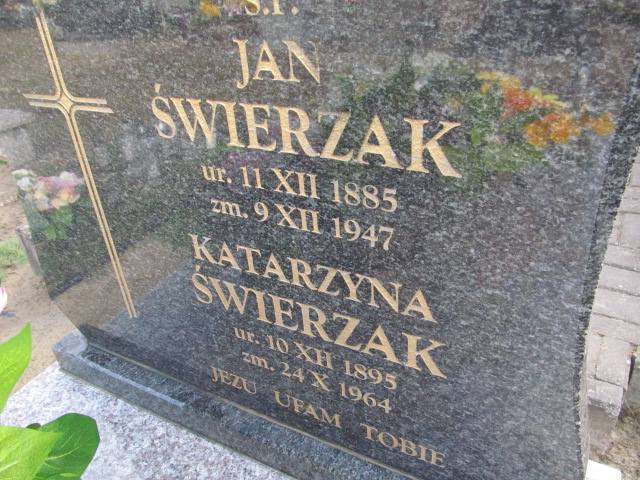 Ś.P.
JAN
ŚWIERZAK
ur. 11 XII 1885
zm. 9 XII 1947
KATARZYNA
ŚWIERZAK
ur. 10 XII 1895
zm. 24 X 1964
JEZU UFAM TOBIE